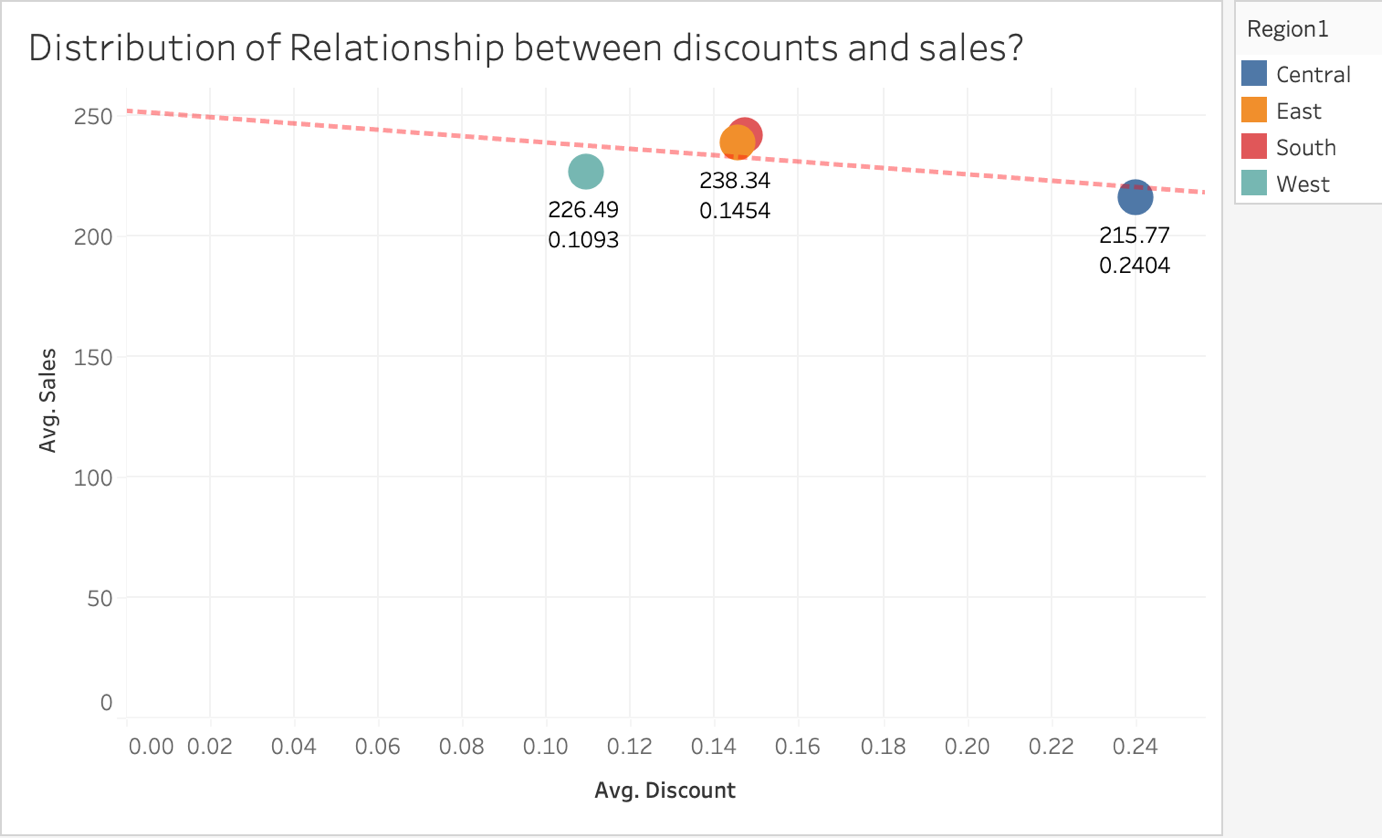 Distribution of Relationship between discounts and sales?
Region1
Central
East
South
West
250
200
150
100
50
0
Avg. Sales
226.49
0.1093
238.34
0.1454
215.77
0.2404
0.00 0.02 0.04 0.06 0.08 0.10 0.12 0.14 0.16 0.18 0.20 0.22 0.24
Avg. Discount